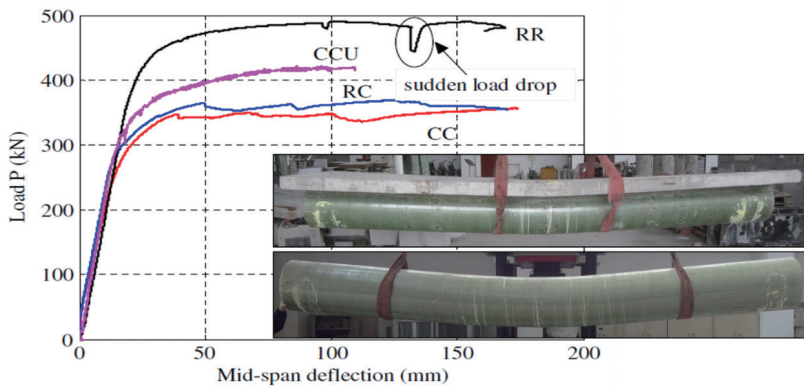 500
RR
CCU
400
sudden load drop
RC
CC
300
Load P (kN)
200
100
0
0
50
100
150
200
Mid-span deflection (mm)